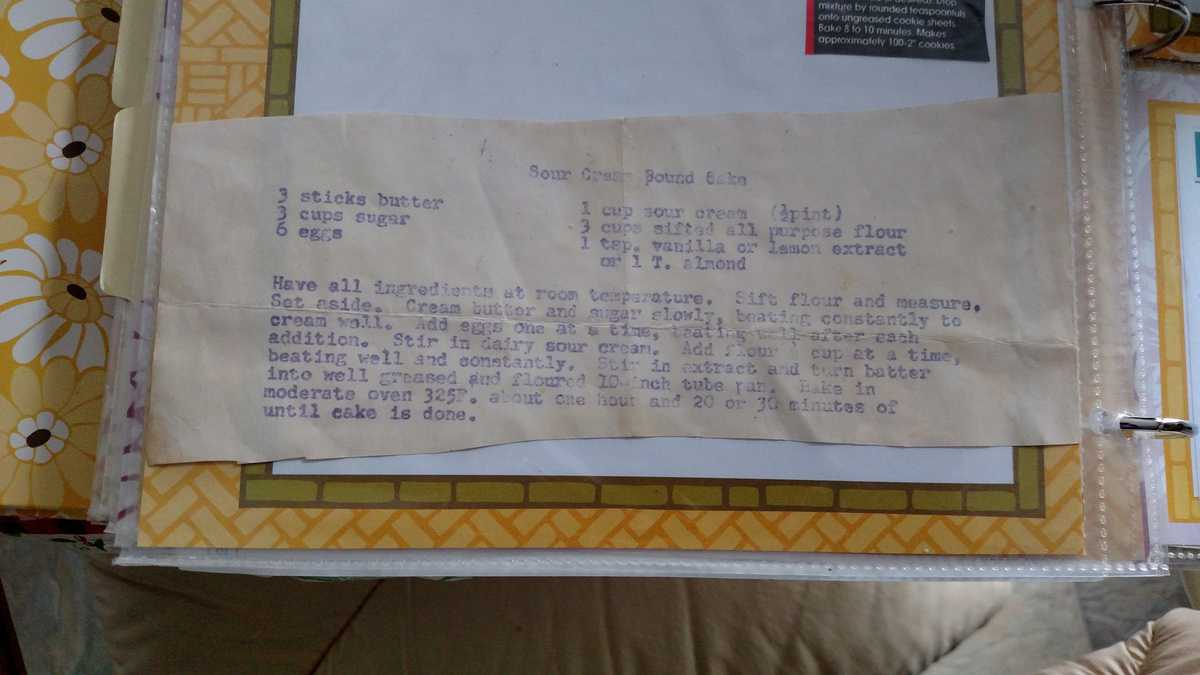 mixture by rounded teaspoonfuls
onto ungreased cookie sheets.
Bake 8 to 10 minutes. Makes
approximately 100-2" cookies.
Sour Cream Pound Cake
3 sticks butter
3 cups sugar
6 eggs
1 cup sour cream (½pint)
3 cups sifted all purpose flour
1 tsp. vanilla or lemon extract
or 1 T. almond
Have all ingredients at room temperature. Sift flour and measure.
Set aside. Cream butter and sugar slowly, beating constantly to
cream well. Add eggs one at a time, beating well after each
addition. Stir in dairy sour cream. Add flour cup at a time,
beating well and constantly. Stir in extract and turn batter
into well greased and floured 10-inch tube pan. Bake in
moderate oven 325F. about one hour and 20 or 30 minutes of
until cake is done.